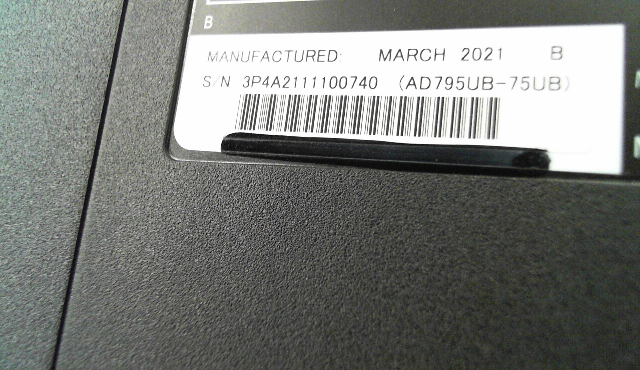 B
MANUFACTURED: MARCH 2021 B
S/N 3P4A2111100740 (AD795UB-75UB)